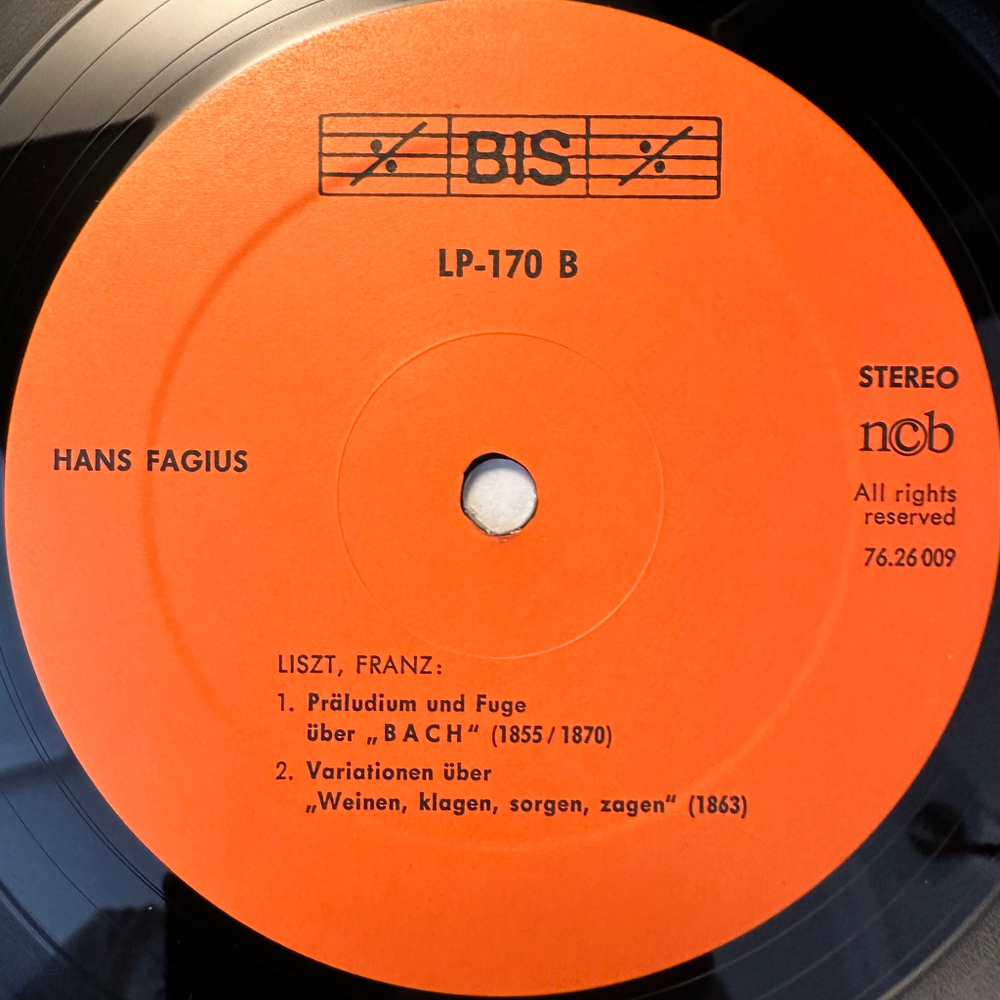 BIS
LP-170 B
STEREO
ncb
All rights
reserved
76.26 009
HANS FAGIUS
LISZT, FRANZ:
1. Präludium und Fuge
über „BACH“ (1855/1870)
2. Variationen über
„Weinen, klagen, sorgen, zagen“ (1863)